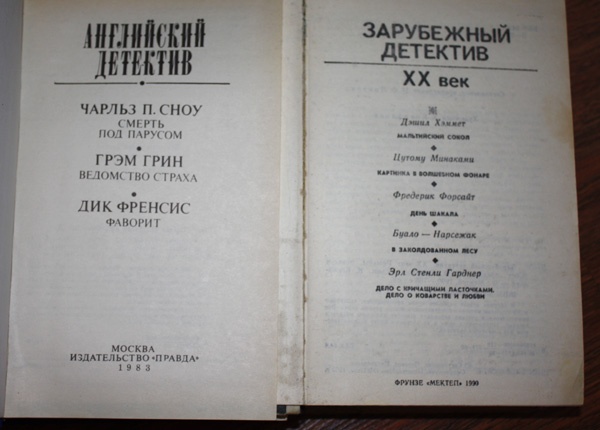 АНГЛИЙСКИЙ
ДЕТЕКТИВ
ЧАРЛЬЗ П. СНОУ
СМЕРТЬ
ПОД ПАРУСОМ
ГРЭМ ГРИН
ВЕДОМСТВО СТРАХА
ДИК ФРЕНСИС
ФАВОРИТ
МОСКВА
ИЗДАТЕЛЬСТВО «ПРАВДА»
1983
ЗАРУБЕЖНЫЙ
ДЕТЕКТИВ
XX век
Дэшил Хэммет
МАЛЬТИЙСКИЙ СОКОЛ
Цутому Минаками
КАРТИНКА В ВОЛШЕБНОМ ФОНАРЕ
Фредерик Форсайт
ДЕНЬ ШАКАЛА
Буало — Нарсежак
В ЗАКОЛДОВАННОМ ЛЕСУ
Эрл Стенли Гарднер
ДЕЛО С КРИЧАЩИМИ ЛАСТОЧКАМИ,
ДЕЛО О КОВАРСТВЕ И ЛЮБВИ
ФРУНЗЕ «МЕКТЕП» 1990